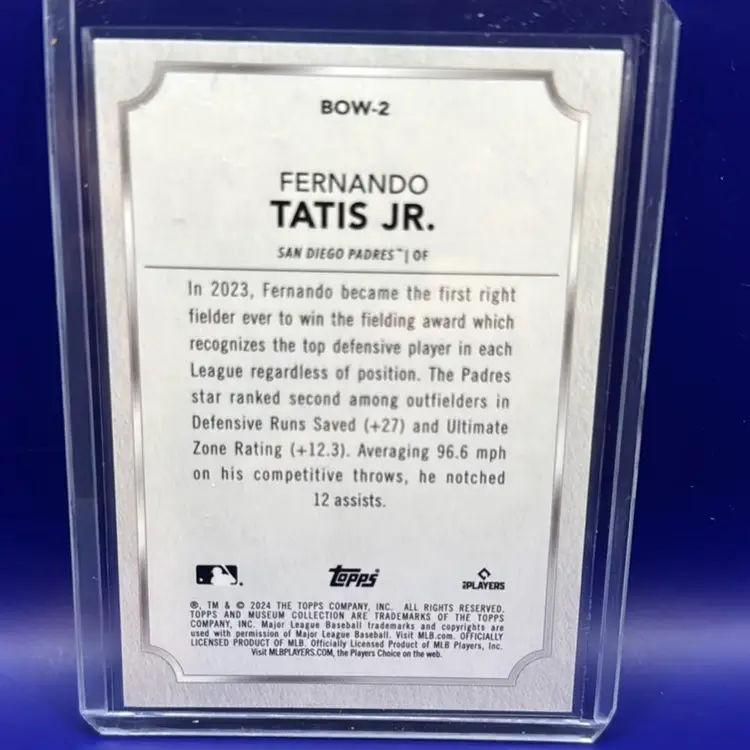 BOW-2
FERNANDO
TATIS JR.
SAN DIEGO PADRES™ | OF
In 2023, Fernando became the first right
fielder ever to win the fielding award which
recognizes the top defensive player in each
League regardless of position. The Padres
star ranked second among outfielders in
Defensive Runs Saved (+27) and Ultimate
Zone Rating (+12.3). Averaging 96.6 mph
on his competitive throws, he notched
12 assists.
Topps PLAYERS
®, TM & © 2024 THE TOPPS COMPANY, INC. ALL RIGHTS RESERVED.
TOPPS AND MUSEUM COLLECTION ARE TRADEMARKS OF THE TOPPS
COMPANY, INC. Major League Baseball trademarks and copyrights are
used with permission of Major League Baseball. Visit MLB.com. OFFICIALLY
LICENSED PRODUCT OF MLB. Officially Licensed Product of MLB Players, Inc.
Visit MLBPLAYERS.COM, the Players Choice on the web.